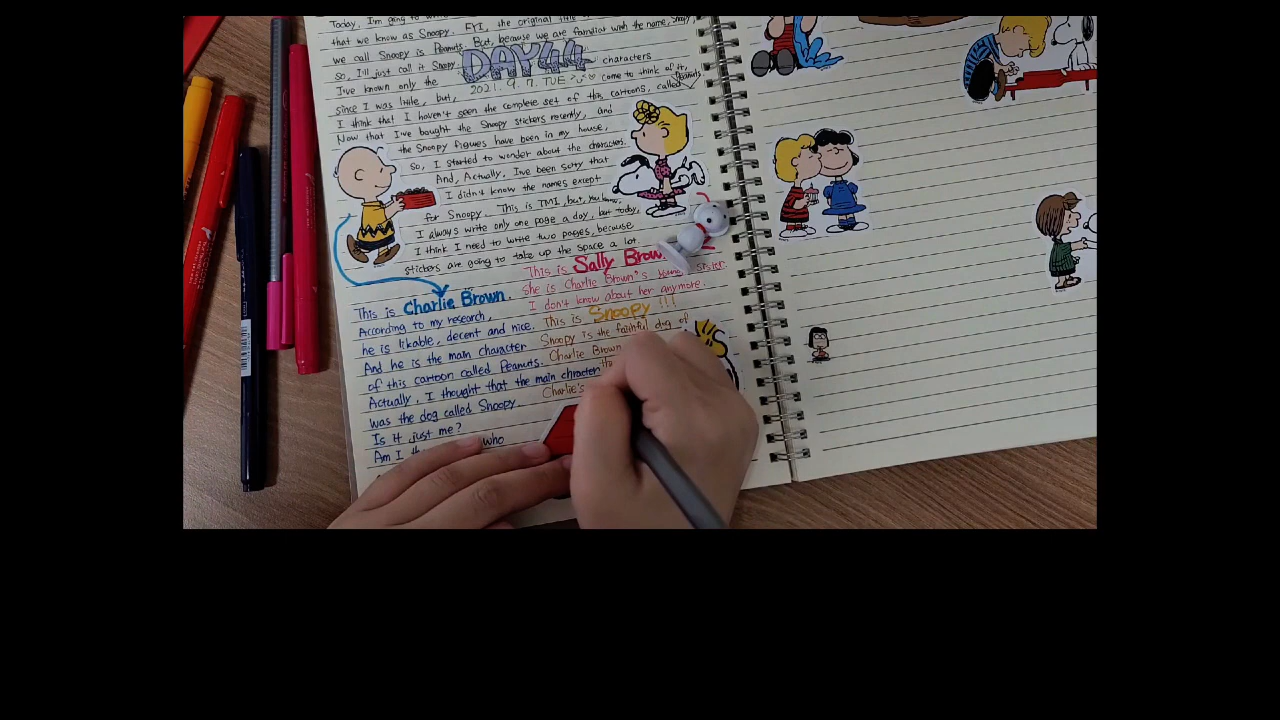 Today, I'm going to write
that we know as Snoopy. FYI, the original title of
we call Snoopy is Peanuts. But, because we are familiar with the name, Snoopy
so, I'll just call it Snoopy.
DAY 44
I've known only the characters
2021. 9. 7. TUE
since I was little, but, come to think of it,
I think that I haven't seen the complete set of this cartoons, called Peanuts.
Now that I've bought the Snoopy stickers recently, and
the Snoopy figures have been in my house,
So, I started to wonder about the characters.
And, Actually, I've been sorry that
I didn't know the names except
for Snoopy. This is TMI, but, you know,
I always write only one page a day, but today,
I think I need to write two pages, because
stickers are going to take up the space a lot.
This is Sally Brow
She is Charlie Brown's sister.
I don't know about her anymore.
This is Charlie Brown.
According to my research,
he is likable, decent and nice.
And he is the main character
of this cartoon called Peanuts.
Actually, I thought that the main chracter
was the dog called Snoopy.
Is it just me?
Am I who
This is Snoopy !!!
Snoopy is the faithful dog of
Charlie Brown
Charlie's